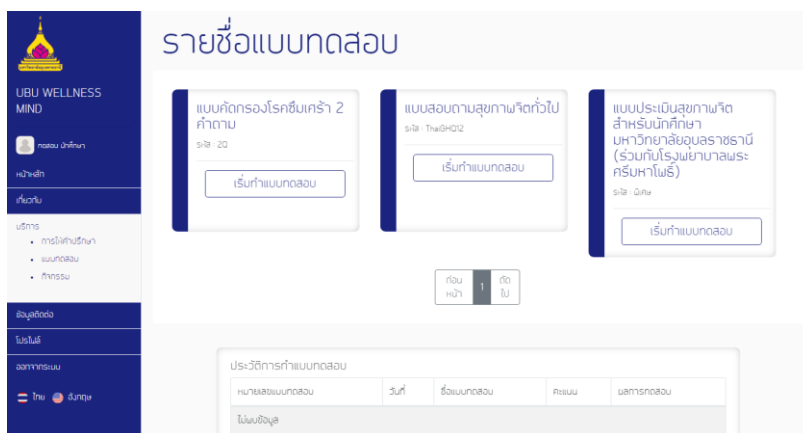 รายชื่อแบบทดสอบ
UBU WELLNESS
MIND
ทดสอบ นักศึกษา
หน้าหลัก
เกี่ยวกับ
บริการ
การให้คำปรึกษา
แบบทดสอบ
กิจกรรม
ข้อมูลติดต่อ
โปรไฟล์
ออกจากระบบ
ไทย อังกฤษ
แบบคัดกรองโรคซึมเศร้า 2
คำถาม
รหัส : 2Q
เริ่มทำแบบทดสอบ
แบบสอบถามสุขภาพจิตทั่วไป
รหัส : ThaiGHQ12
เริ่มทำแบบทดสอบ
แบบประเมินสุขภาพจิต
สำหรับนักศึกษา
มหาวิทยาลัยอุบลราชธานี
(ร่วมกับโรงพยาบาลพระ
ศรีมหาโพธิ์)
รหัส : พิเศษ
เริ่มทำแบบทดสอบ
ก่อน
หน้า
1
ถัด
ไป
ประวัติการทำแบบทดสอบ
หมายเลขแบบทดสอบ วันที่ ชื่อแบบทดสอบ คะแนน ผลการทดสอบ
ไม่พบข้อมูล